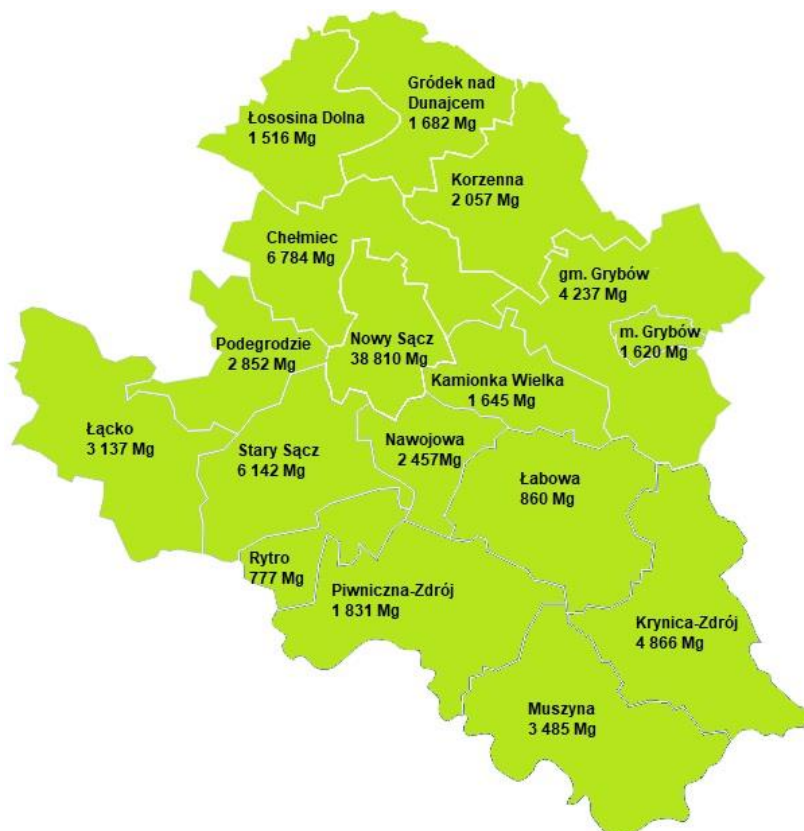 Gródek nad
Dunajcem
1 682 Mg
Łososina Dolna
1 516 Mg
Korzenna
2 057 Mg
Chełmiec
6 784 Mg
gm. Grybów
4 237 Mg
m. Grybów
1 620 Mg
Podegrodzie
2 852 Mg
Nowy Sącz
38 810 Mg
Kamionka Wielka
1 645 Mg
Łącko
3 137 Mg
Stary Sącz
6 142 Mg
Nawojowa
2 457Mg
Łabowa
860 Mg
Rytro
777 Mg
Piwniczna-Zdrój
1 831 Mg
Krynica-Zdrój
4 866 Mg
Muszyna
3 485 Mg